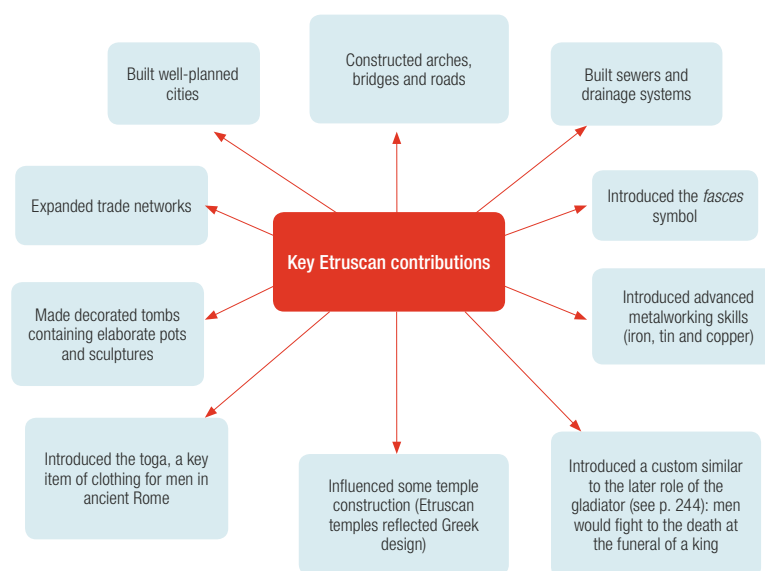 Built well-planned
cities
Constructed arches,
bridges and roads
Built sewers and
drainage systems
Expanded trade networks
Introduced the fasces
symbol
Key Etruscan contributions
Made decorated tombs
containing elaborate pots
and sculptures
Introduced advanced
metalworking skills
(iron, tin and copper)
Introduced the toga, a key
item of clothing for men in
ancient Rome
Influenced some temple
construction (Etruscan
temples reflected Greek
design)
Introduced a custom similar
to the later role of the
gladiator (see p. 244): men
would fight to the death at
the funeral of a king